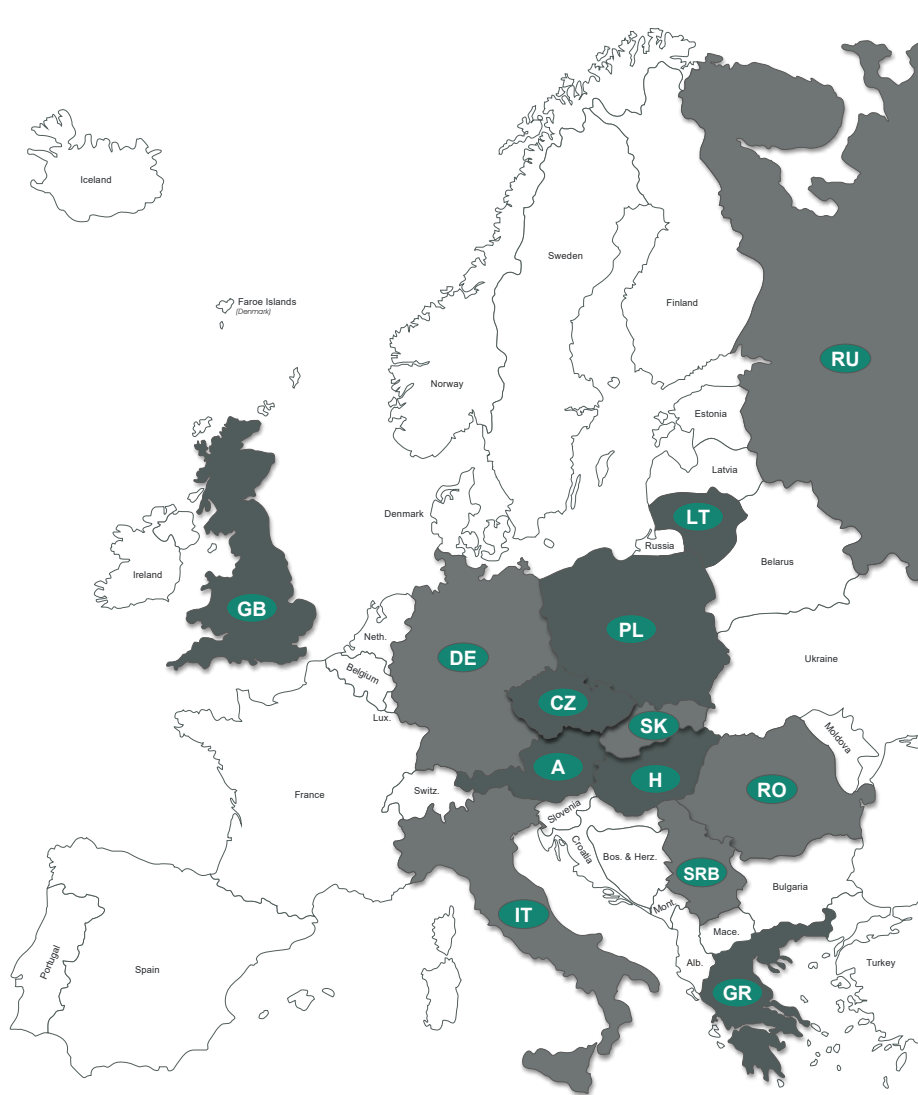 Iceland
Sweden
Faroe Islands
(Denmark)
Finland
RU
Norway
Estonia
Latvia
Denmark
LT
Russia
Belarus
Ireland
GB
Neth.
PL
DE
Ukraine
Belgium
CZ
Lux.
SK
Moldova
A
H
Switz.
RO
France
Slovenia
Croatia
Bos. & Herz.
SRB
Bulgaria
Mont.
IT
Mace.
Portugal
Spain
Alb.
Turkey
GR